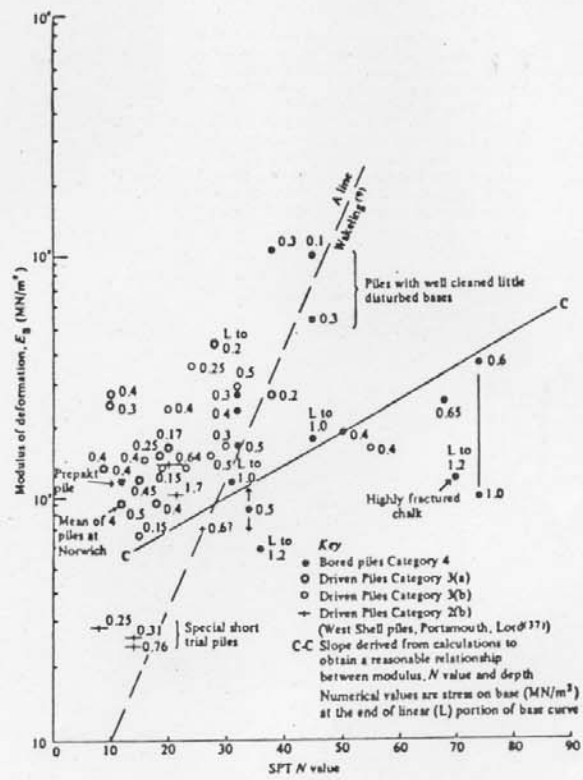 10⁴
10³
10²
10
Modulus of deformation, E_B (MN/m²)
0
10
20
30
40
50
60
70
80
90
SPT N value
A line
Wakeling (9)
0.3
0.1
Piles with well cleaned little
disturbed bases
0.3
C
L to
0.2
0.25
0.5
0.3
0.2
0.4
0.3
0.4
0.4
0.6
0.65
L to
1.0
0.4
0.4
0.17
0.25
0.3
0.5
0.4
0.4
0.64
0.5
L to
1.0
L to
1.2
0.4
0.15
1.7
Prepakt
pile
0.45
Highly fractured
chalk
1.0
Mean of 4
piles at
Norwich
0.5
0.4
0.5
0.15
0.67
L to
1.2
C
0.25
0.31
0.76
Special short
trial piles
Key
Bored piles Category 4
Driven Piles Category 3(a)
Driven Piles Category 3(b)
Driven Piles Category 2(b)
(West Shell piles, Portsmouth, Lord(37))
C-C Slope derived from calculations to
obtain a reasonable relationship
between modulus, N value and depth
Numerical values are stress on base (MN/m²)
at the end of linear (L) portion of base curve